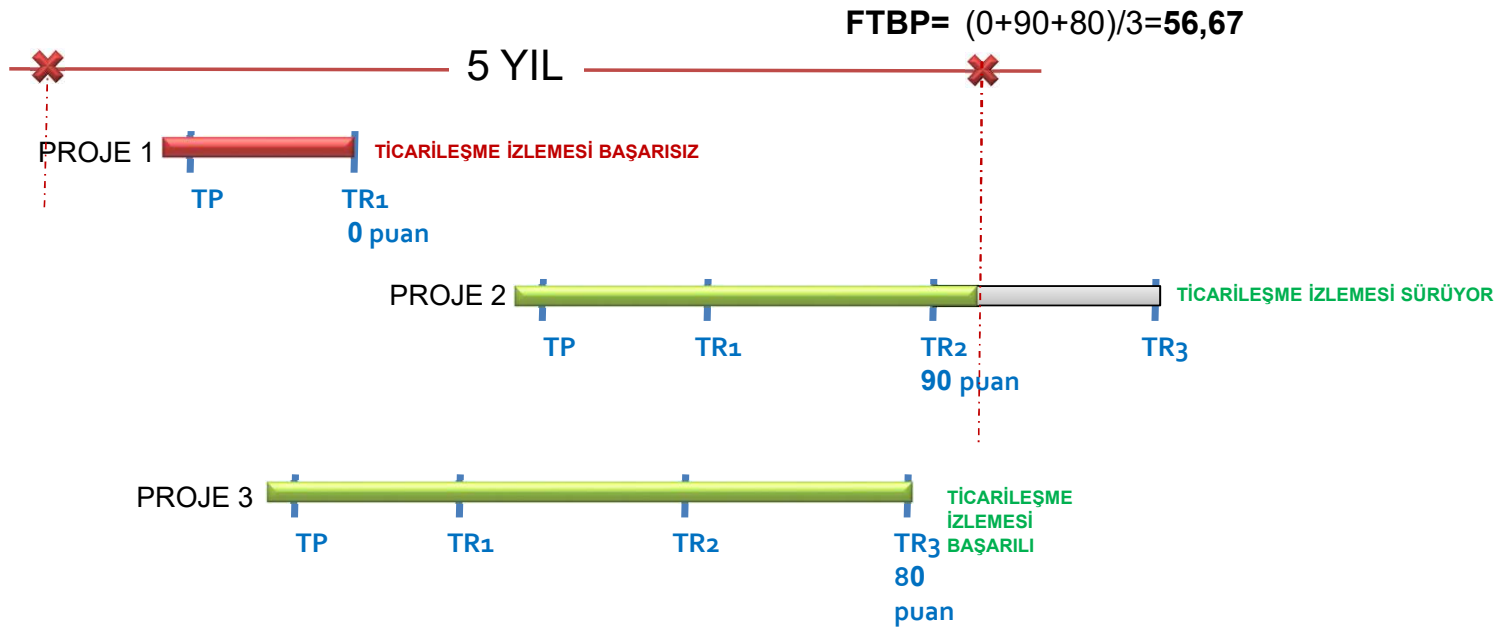 FTBP= (0+90+80)/3=56,67
5 YIL
PROJE 1
TİCARİLEŞME İZLEMESİ BAŞARISIZ
TP
TR1
0 puan
PROJE 2
TİCARİLEŞME İZLEMESİ SÜRÜYOR
TP
TR1
TR2
90 puan
TR3
PROJE 3
TİCARİLEŞME
İZLEMESİ
BAŞARILI
TP
TR1
TR2
TR3
80
puan